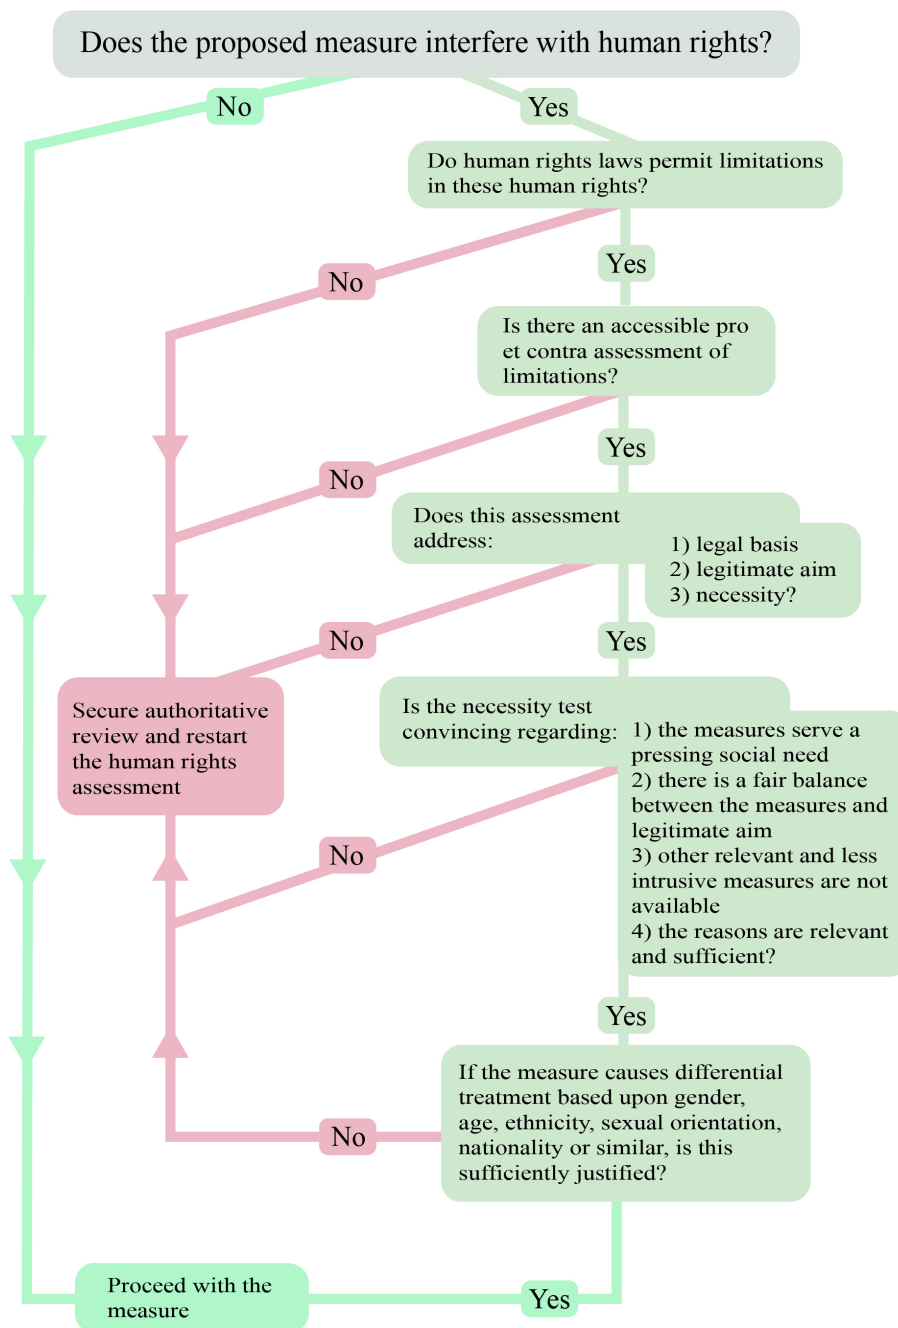 Does the proposed measure interfere with human rights?
No
Yes
Do human rights laws permit limitations
in these human rights?
No
Yes
Is there an accessible pro
et contra assessment of
limitations?
No
Yes
Does this assessment
address:
1) legal basis
2) legitimate aim
3) necessity?
No
Yes
Secure authoritative
review and restart
the human rights
assessment
Is the necessity test
convincing regarding:
1) the measures serve a
pressing social need
2) there is a fair balance
between the measures and
legitimate aim
3) other relevant and less
intrusive measures are not
available
4) the reasons are relevant
and sufficient?
No
Yes
If the measure causes differential
treatment based upon gender,
age, ethnicity, sexual orientation,
nationality or similar, is this
sufficiently justified?
No
Yes
Proceed with the
measure